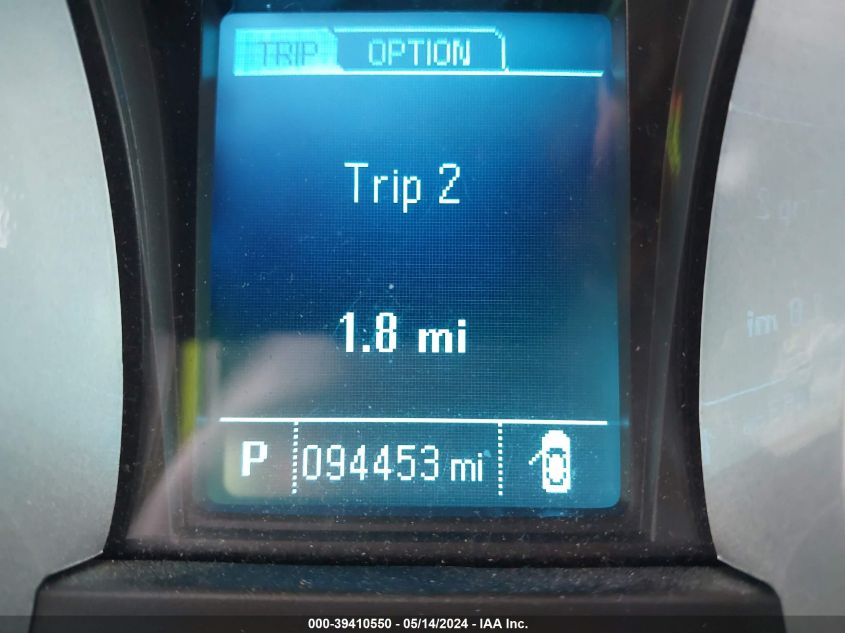 TRIP OPTION
Trip 2
1.8 mi
P 094453 mi
000-39410550 - 05/14/2024 - IAA Inc.